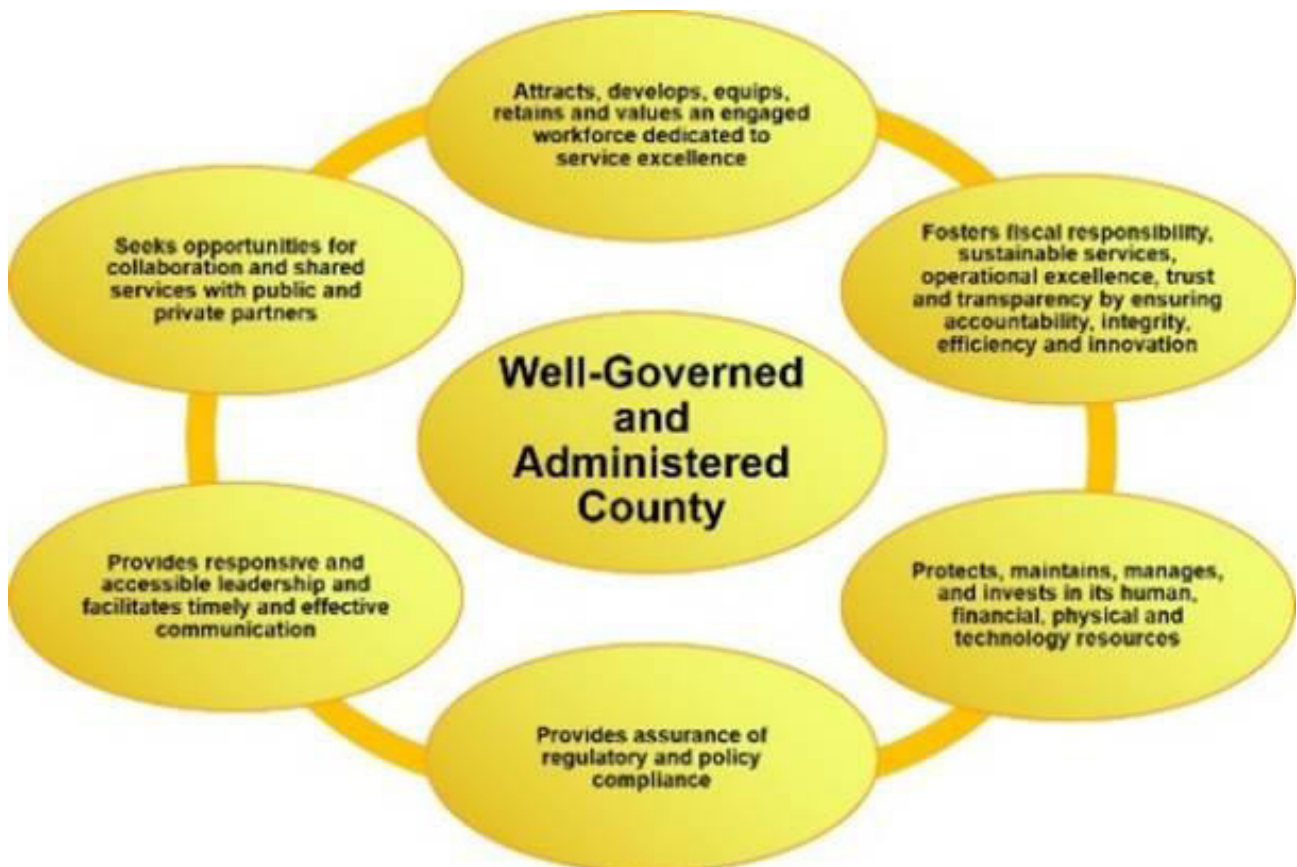 Attracts, develops, equips,
retains and values an engaged
workforce dedicated to
service excellence
Fosters fiscal responsibility,
sustainable services,
operational excellence, trust
and transparency by ensuring
accountability, integrity,
efficiency and innovation
Protects, maintains, manages,
and invests in its human,
financial, physical and
technology resources
Provides assurance of
regulatory and policy
compliance
Provides responsive and
accessible leadership and
facilitates timely and effective
communication
Seeks opportunities for
collaboration and shared
services with public and
private partners
Well-Governed
and
Administered
County